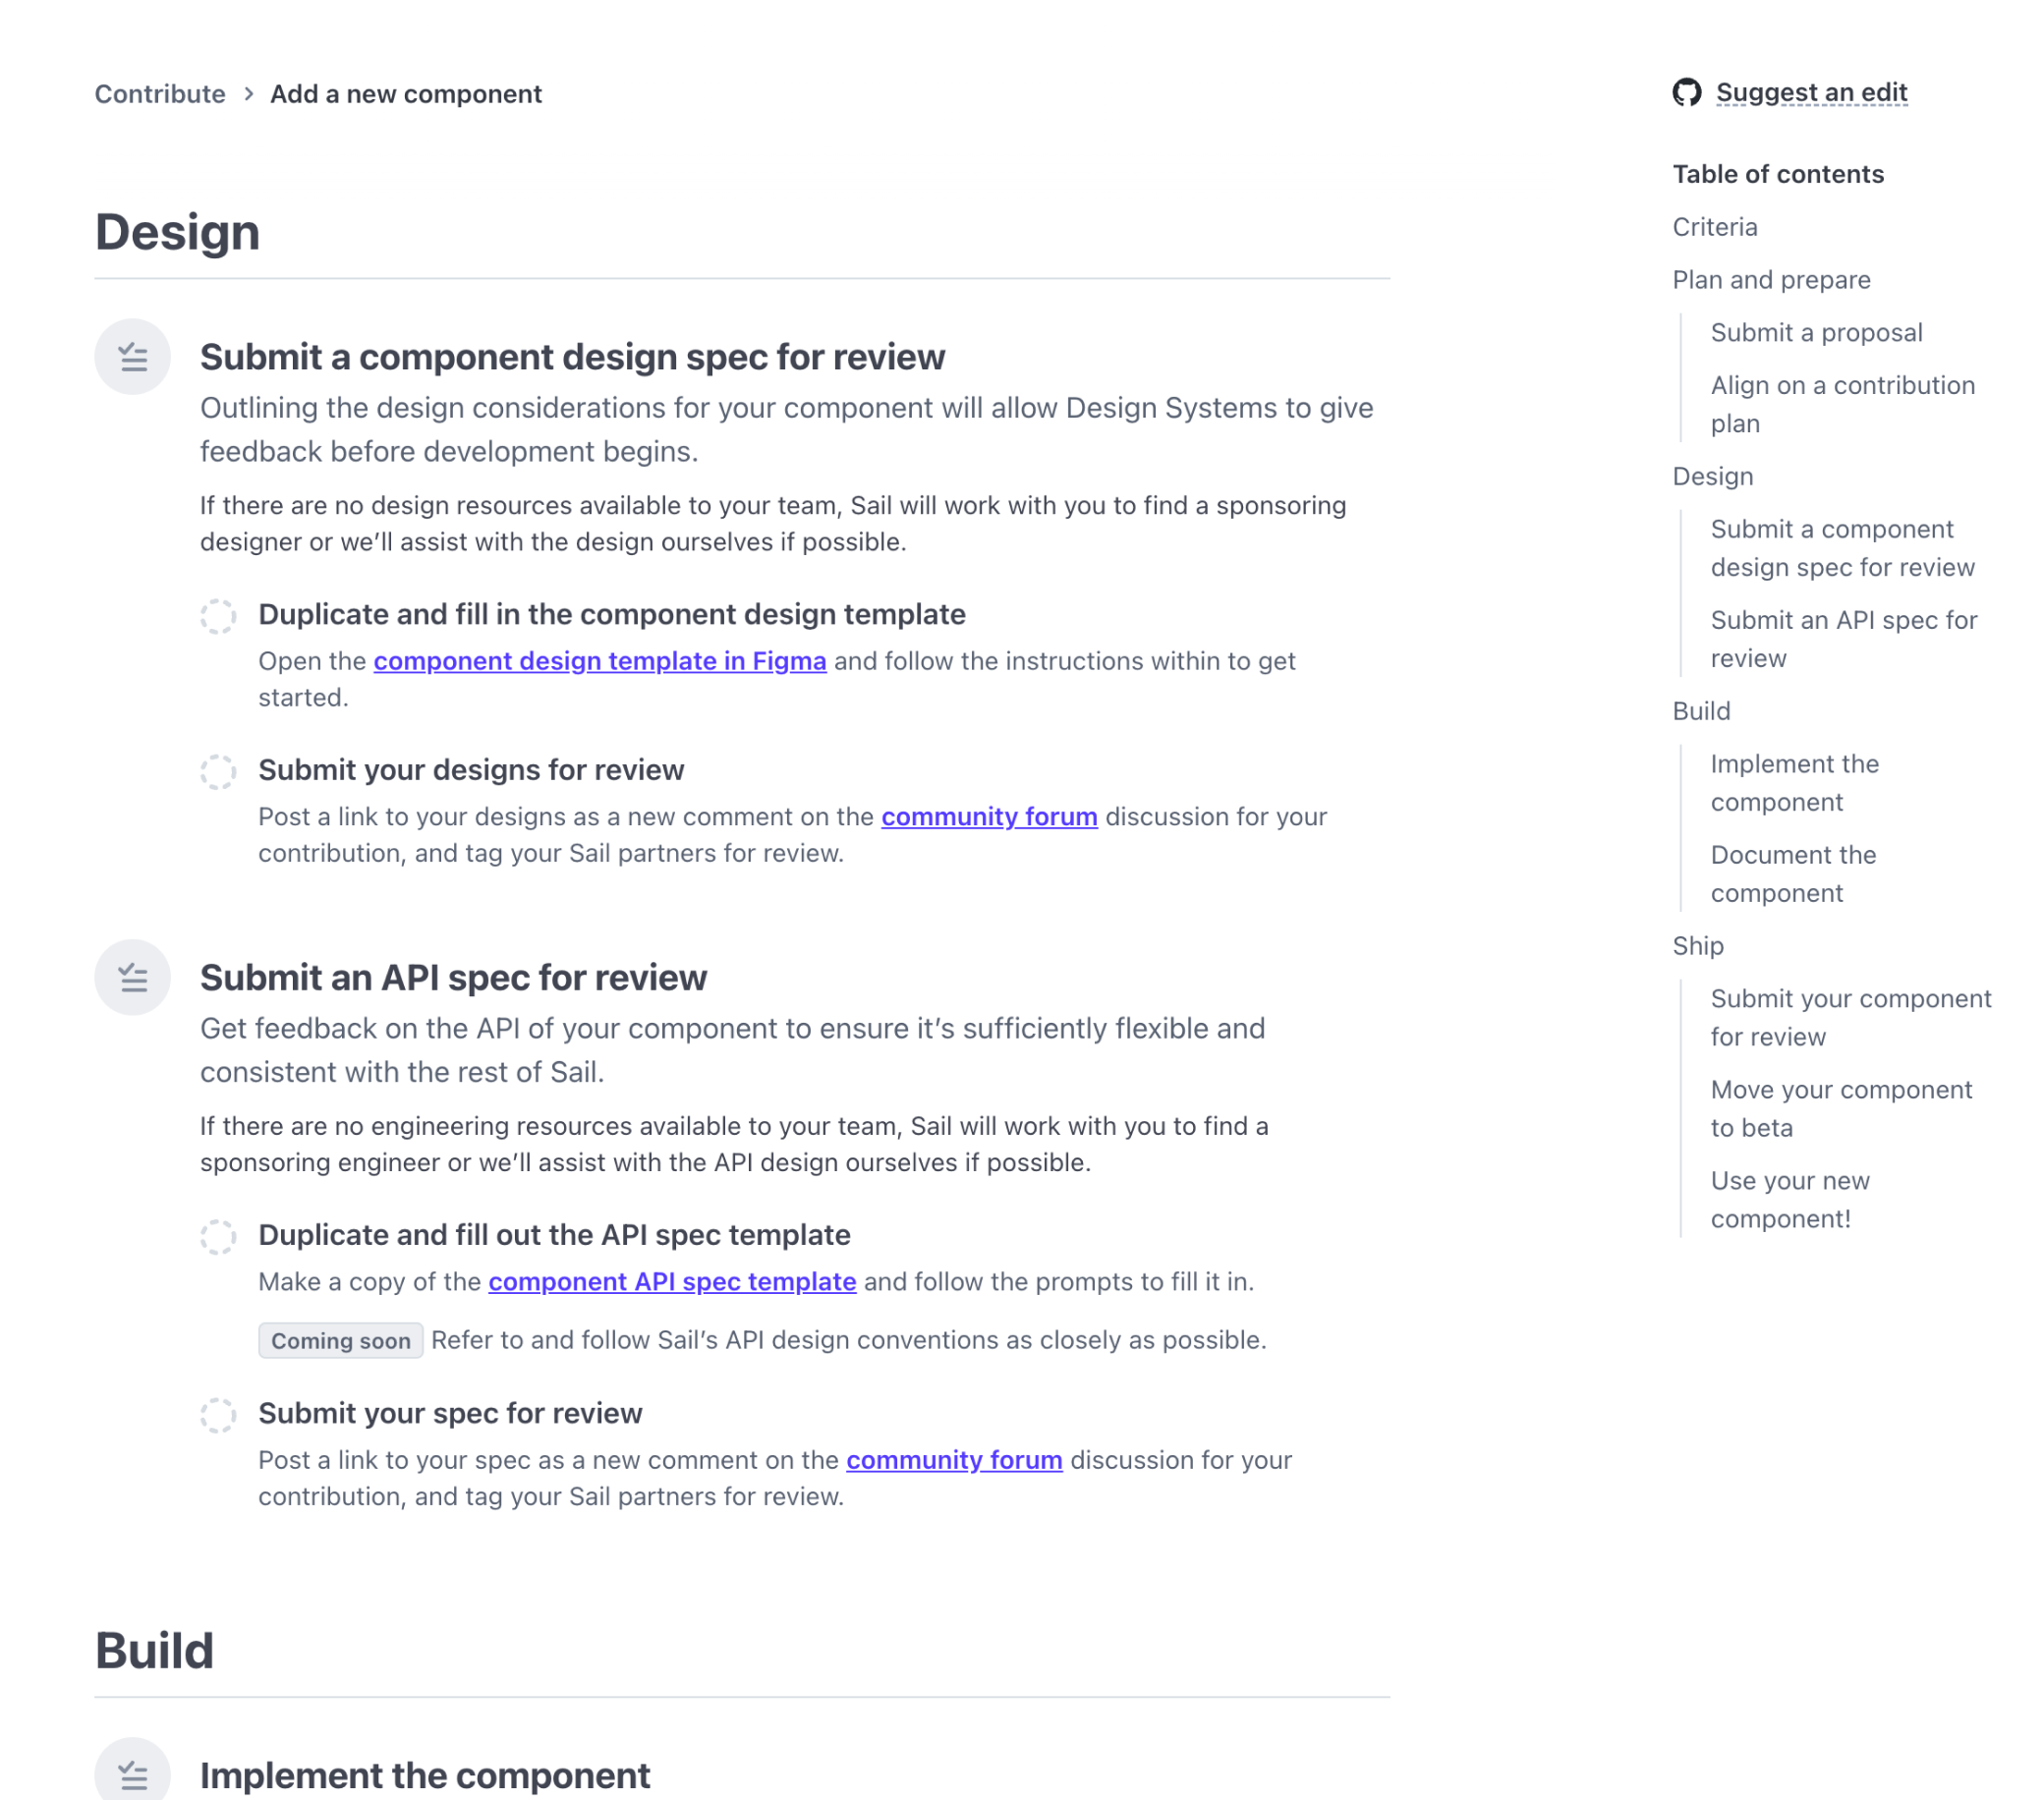 Contribute > Add a new component
Design
Submit a component design spec for review
Outlining the design considerations for your component will allow Design Systems to give
feedback before development begins.
If there are no design resources available to your team, Sail will work with you to find a sponsoring
designer or we’ll assist with the design ourselves if possible.
Duplicate and fill in the component design template
Open the component design template in Figma and follow the instructions within to get
started.
Submit your designs for review
Post a link to your designs as a new comment on the community forum discussion for your
contribution, and tag your Sail partners for review.
Submit an API spec for review
Get feedback on the API of your component to ensure it’s sufficiently flexible and
consistent with the rest of Sail.
If there are no engineering resources available to your team, Sail will work with you to find a
sponsoring engineer or we’ll assist with the API design ourselves if possible.
Duplicate and fill out the API spec template
Make a copy of the component API spec template and follow the prompts to fill it in.
Coming soon Refer to and follow Sail’s API design conventions as closely as possible.
Submit your spec for review
Post a link to your spec as a new comment on the community forum discussion for your
contribution, and tag your Sail partners for review.
Build
Implement the component
Suggest an edit
Table of contents
Criteria
Plan and prepare
Submit a proposal
Align on a contribution
plan
Design
Submit a component
design spec for review
Submit an API spec for
review
Build
Implement the
component
Document the
component
Ship
Submit your component
for review
Move your component
to beta
Use your new
component!